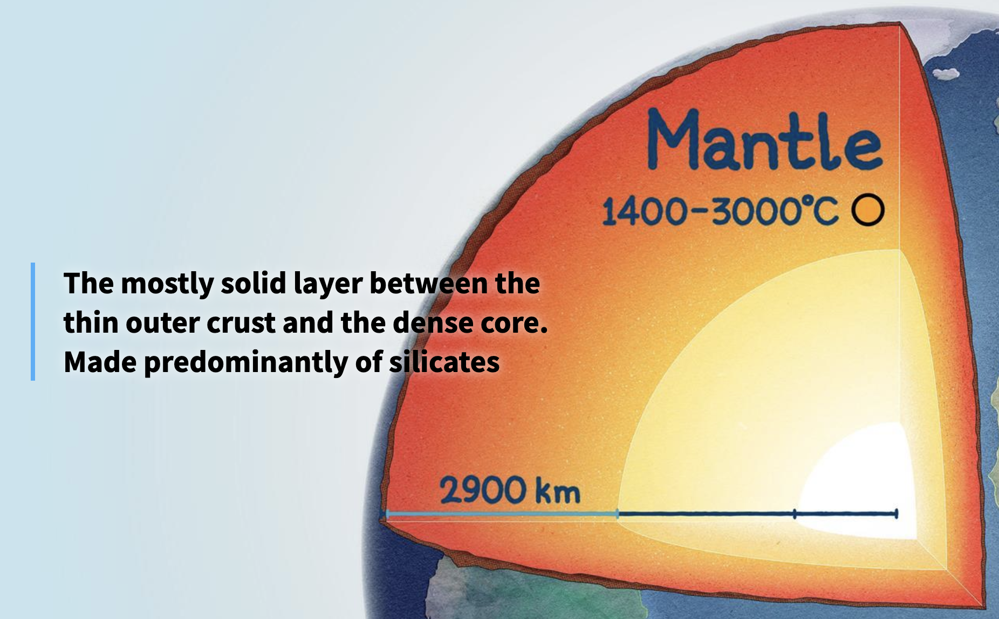 Mantle
1400-3000°C
The mostly solid layer between the
thin outer crust and the dense core.
Made predominantly of silicates
2900 km